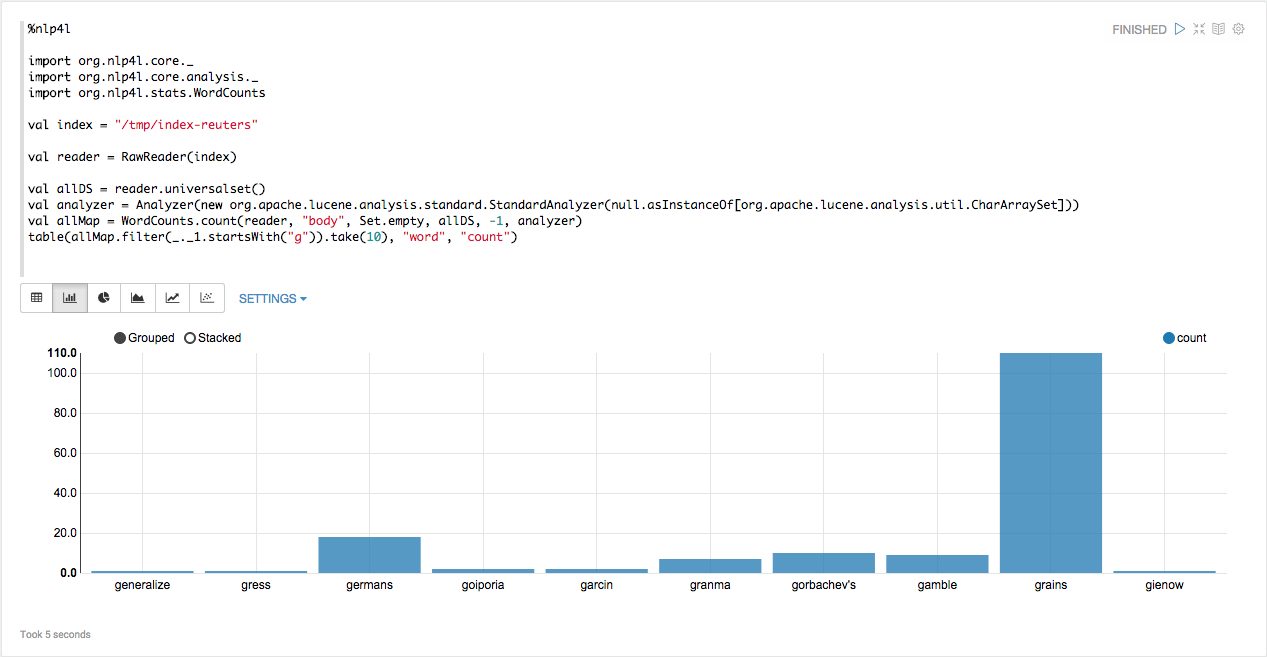 %nlp4l
FINISHED
import org.nlp4l.core._
import org.nlp4l.core.analysis._
import org.nlp4l.stats.WordCounts
val index = "/tmp/index-reuters"
val reader = RawReader(index)
val allDS = reader.universalset()
val analyzer = Analyzer(new org.apache.lucene.analysis.standard.StandardAnalyzer(null.asInstanceOf[org.apache.lucene.analysis.util.CharArraySet]))
val allMap = WordCounts.count(reader, "body", Set.empty, allDS, -1, analyzer)
table(allMap.filter(_._1.startsWith("g")).take(10), "word", "count")
SETTINGS
Grouped Stacked count
110.0
100.0
80.0
60.0
40.0
20.0
0.0
generalize gress germans goiporia garcin granma gorbachev's gamble grains gienow
Took 5 seconds